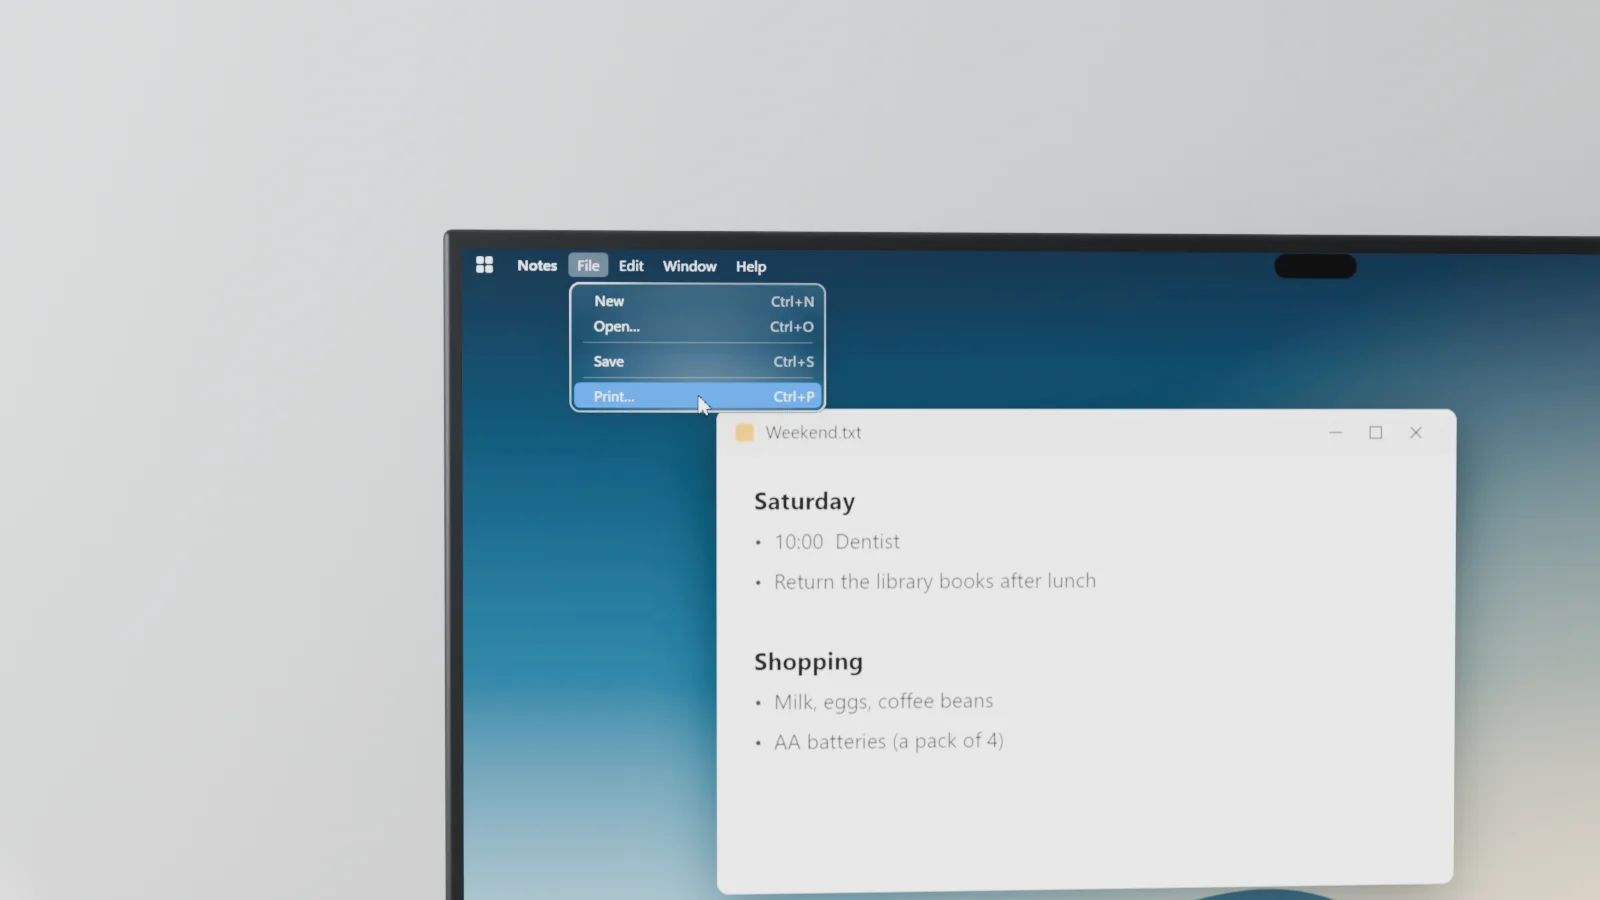 Notes File Edit Window Help
New Ctrl+N
Open... Ctrl+O
Save Ctrl+S
Print... Ctrl+P
Weekend.txt
Saturday
• 10:00 Dentist
• Return the library books after lunch
Shopping
• Milk, eggs, coffee beans
• AA batteries (a pack of 4)